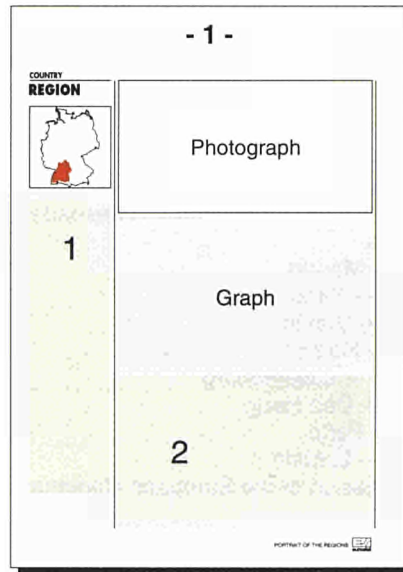 - 1 -
COUNTRY
REGION
Photograph
1
Graph
2
PORTRAIT OF THE REGIONS